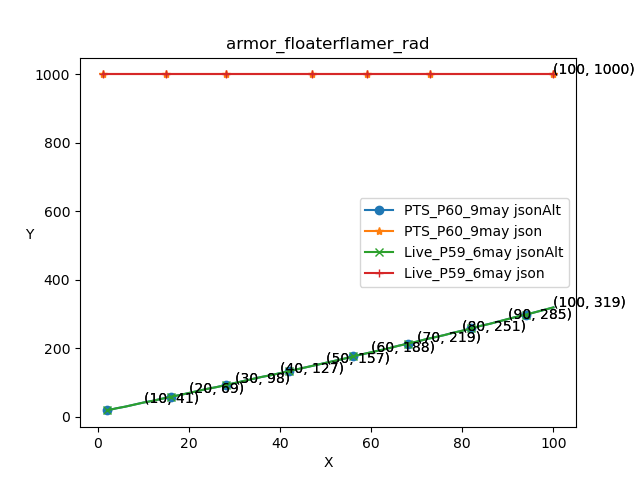 armor_floaterflamer_rad
1000
800
600
400
200
0
Y
(100, 1000)
PTS_P60_9may jsonAlt
PTS_P60_9may json
Live_P59_6may jsonAlt
Live_P59_6may json
(100, 319)
(90, 285)
(80, 251)
(70, 219)
(60, 188)
(50, 157)
(40, 127)
(30, 98)
(20, 69)
(10, 41)
0 20 40 60 80 100
X